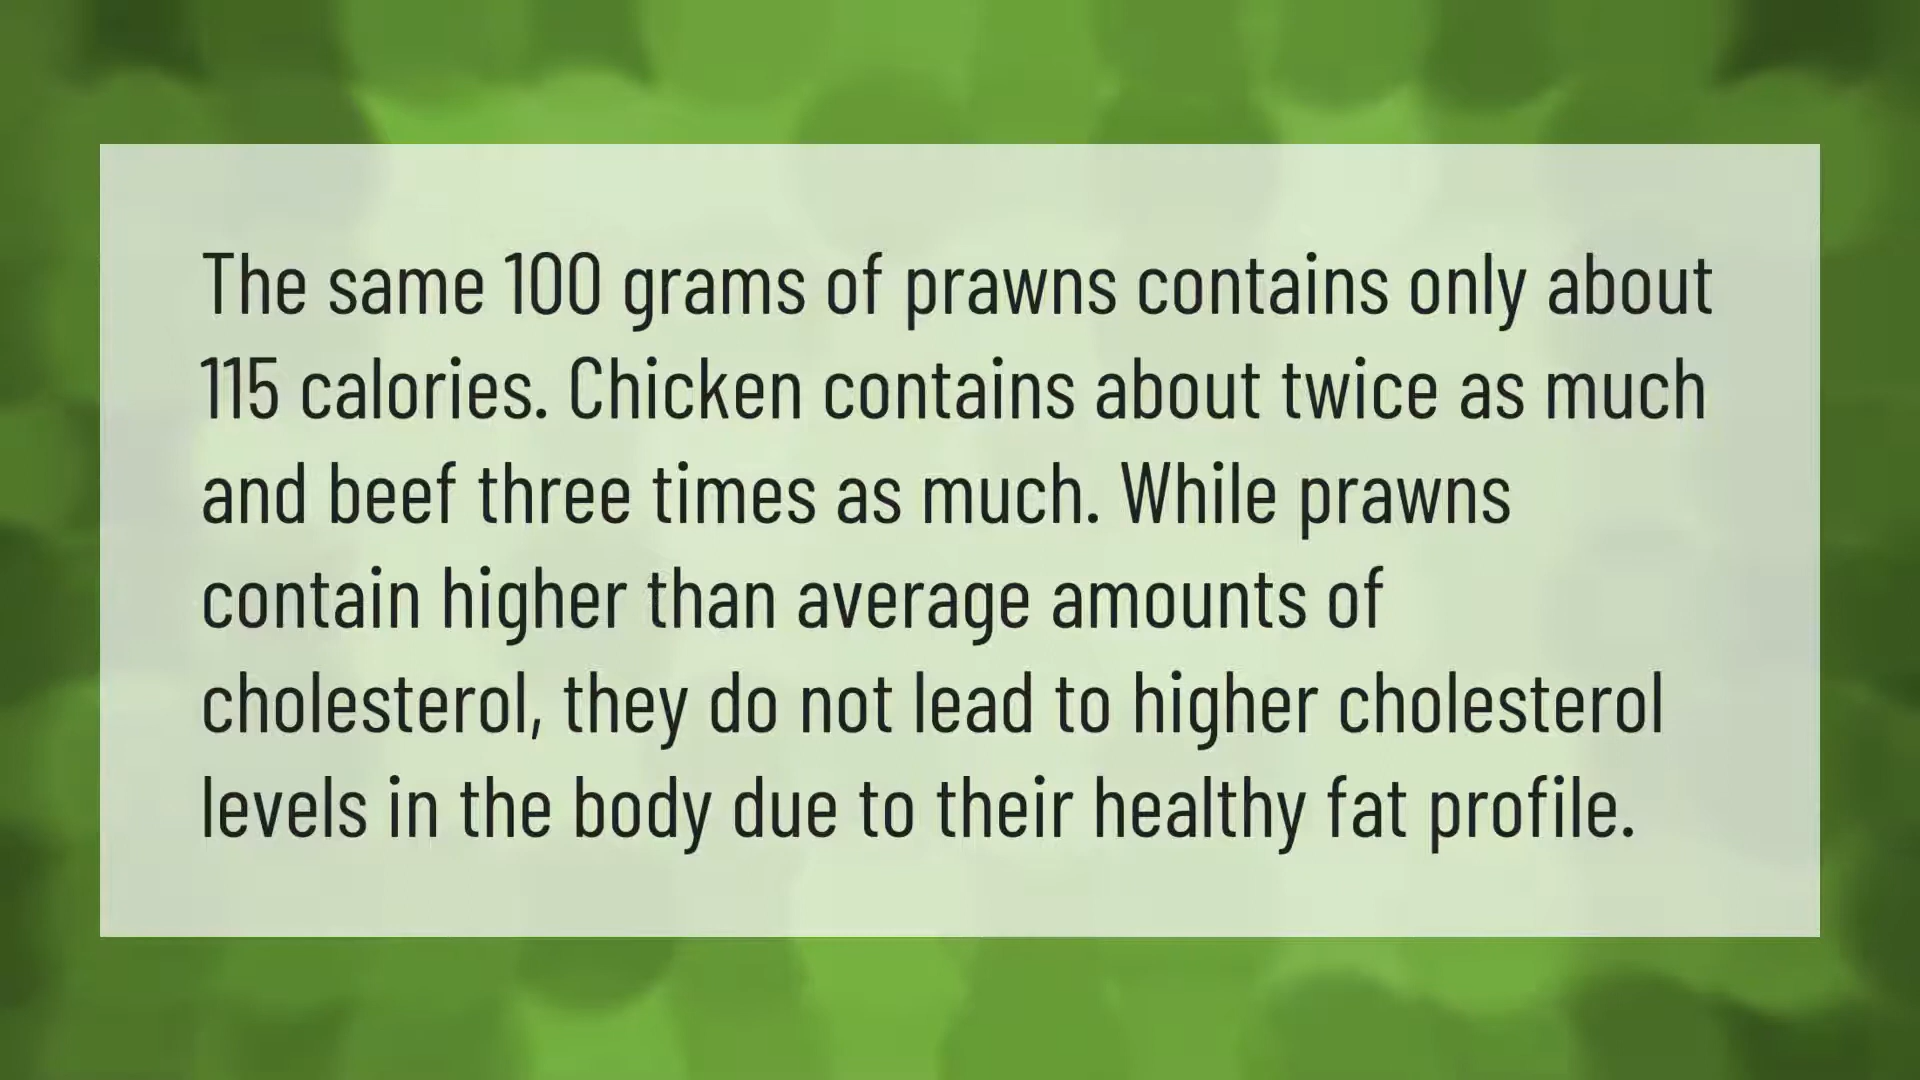 The same 100 grams of prawns contains only about
115 calories. Chicken contains about twice as much
and beef three times as much. While prawns
contain higher than average amounts of
cholesterol, they do not lead to higher cholesterol
levels in the body due to their healthy fat profile.